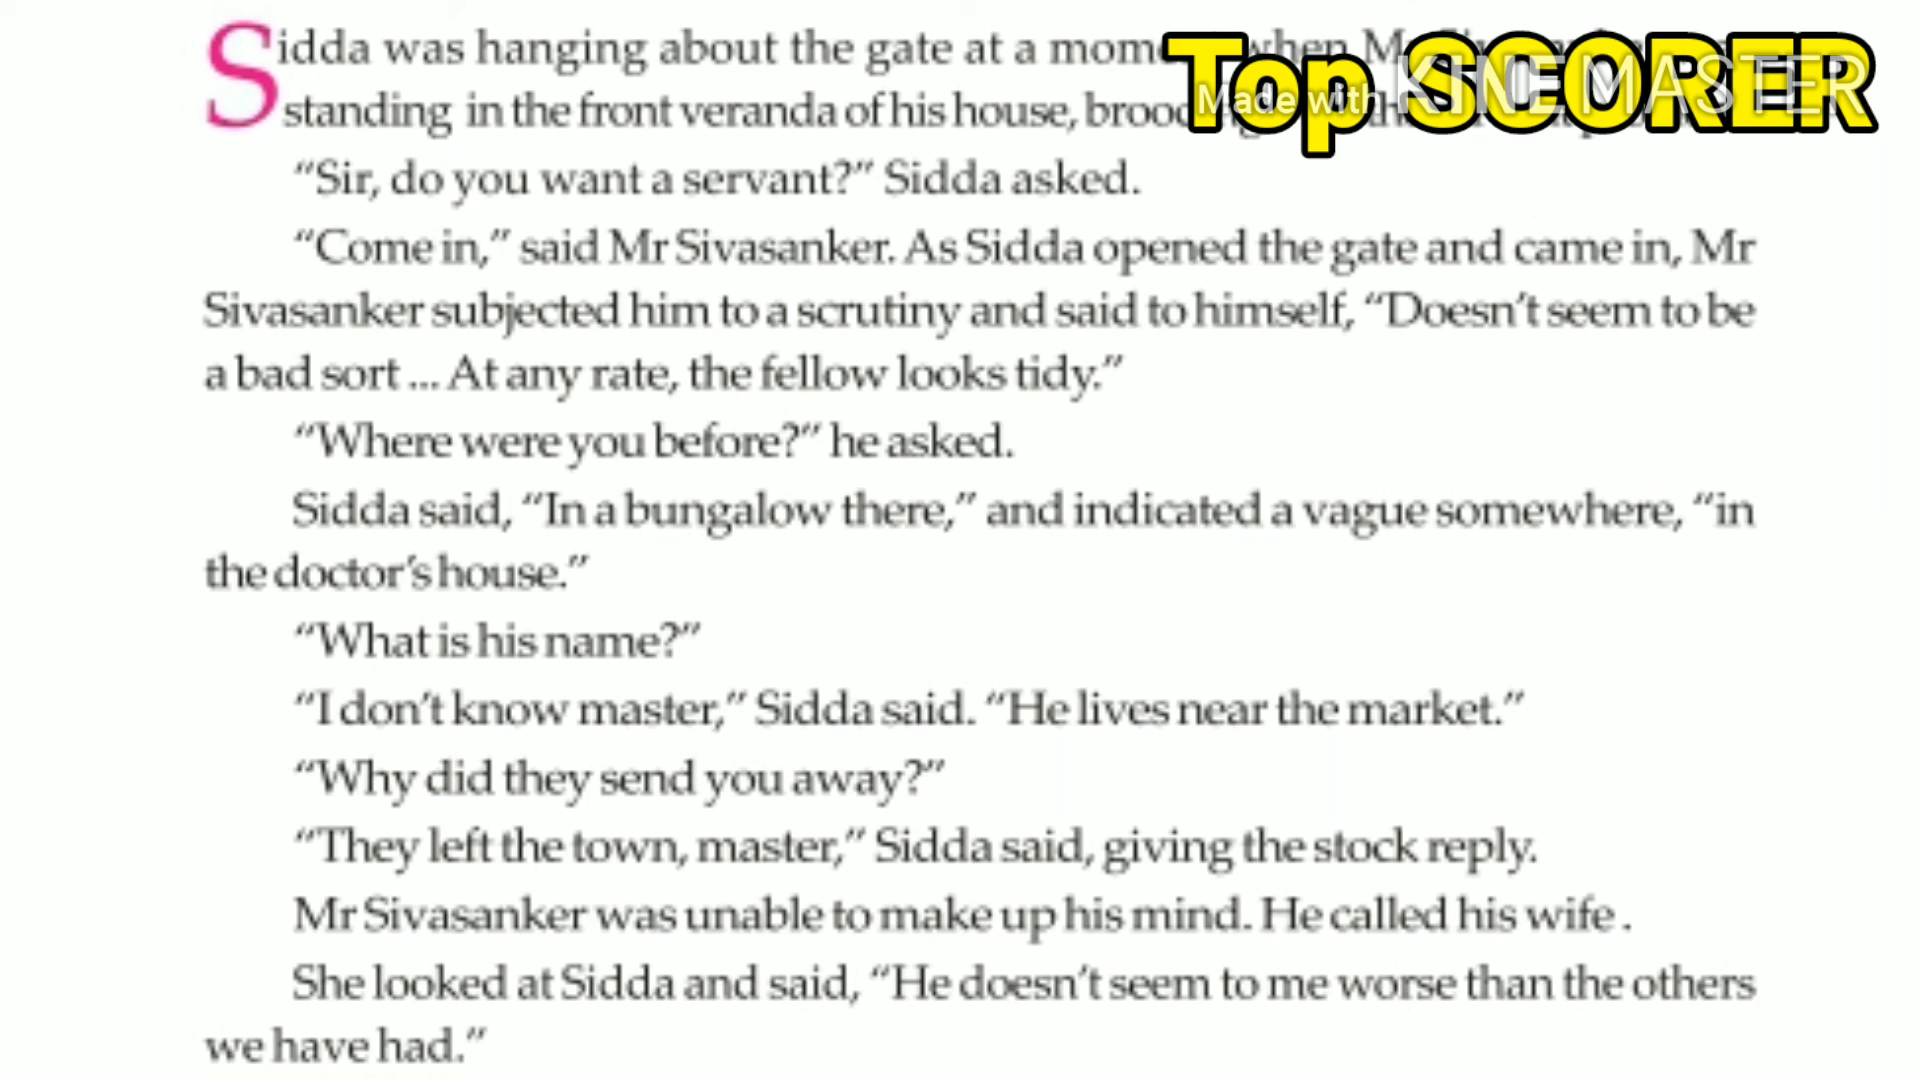 Sidda was hanging about the gate at a when
standing in the front veranda of his house,
Top SCORER
Made with KINEMASTER
“Sir, do you want a servant?” Sidda asked.
“Come in,” said Mr Sivasanker. As Sidda opened the gate and came in, Mr
Sivasanker subjected him to a scrutiny and said to himself, “Doesn’t seem to be
a bad sort ... At any rate, the fellow looks tidy.”
“Where were you before?” he asked.
Sidda said, “In a bungalow there,” and indicated a vague somewhere, “in
the doctor’s house.”
“What is his name?”
“I don’t know master,” Sidda said. “He lives near the market.”
“Why did they send you away?”
“They left the town, master,” Sidda said, giving the stock reply.
Mr Sivasanker was unable to make up his mind. He called his wife .
She looked at Sidda and said, “He doesn’t seem to me worse than the others
we have had.”